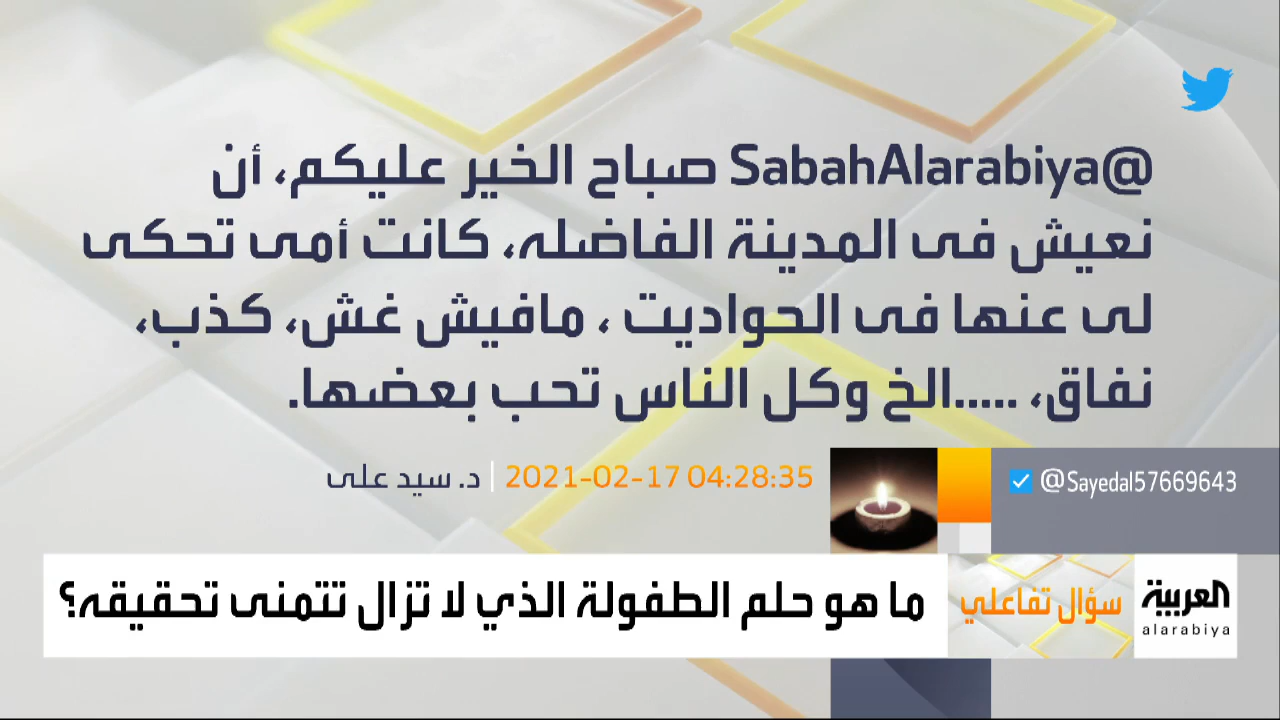 @SabahAlarabiya صباح الخير عليكم، أن
نعيش فى المدينة الفاضله، كانت أمى تحكى
لى عنها فى الحواديت ، مافيش غش، كذب،
نفاق، .....الخ وكل الناس تحب بعضها.
@Sayedal57669643
2021-02-17 04:28:35 | د. سيد على
العربية
alarabiya
سؤال تفاعلي
ما هو حلم الطفولة الذي لا تزال تتمنى تحقيقه؟